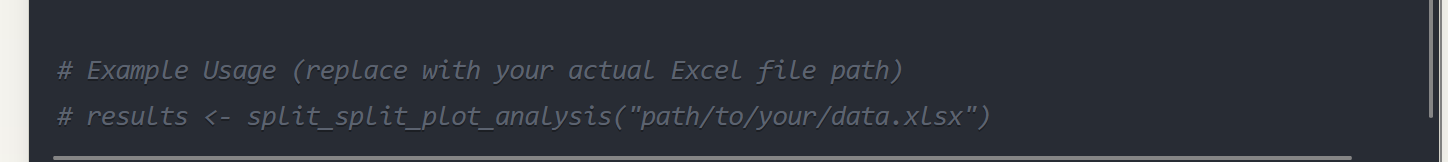 # Example Usage (replace with your actual Excel file path)
# results <- split_split_plot_analysis("path/to/your/data.xlsx")